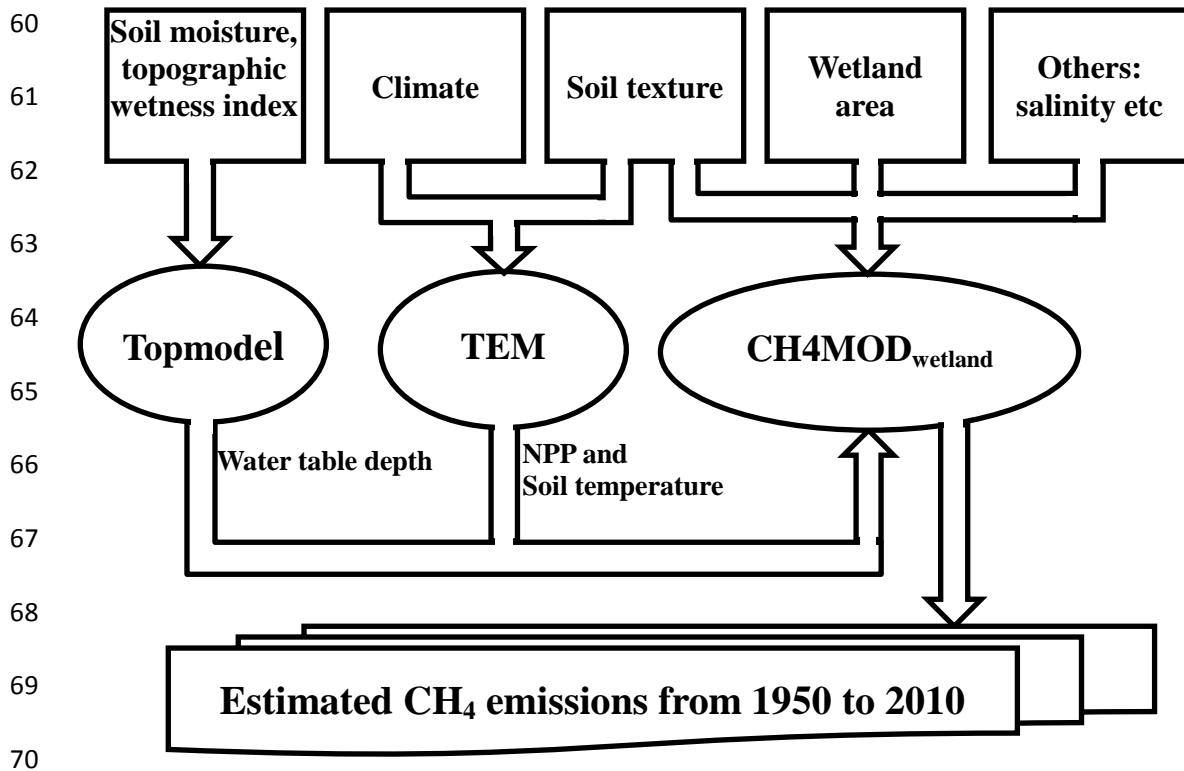 60
Soil moisture,
topographic
wetness index
Climate
Soil texture
Wetland
area
Others:
salinity etc
61
62
63
64
Topmodel
TEM
CH4MOD_wetland
65
66
Water table depth
NPP and
Soil temperature
67
68
69
Estimated CH₄ emissions from 1950 to 2010
70